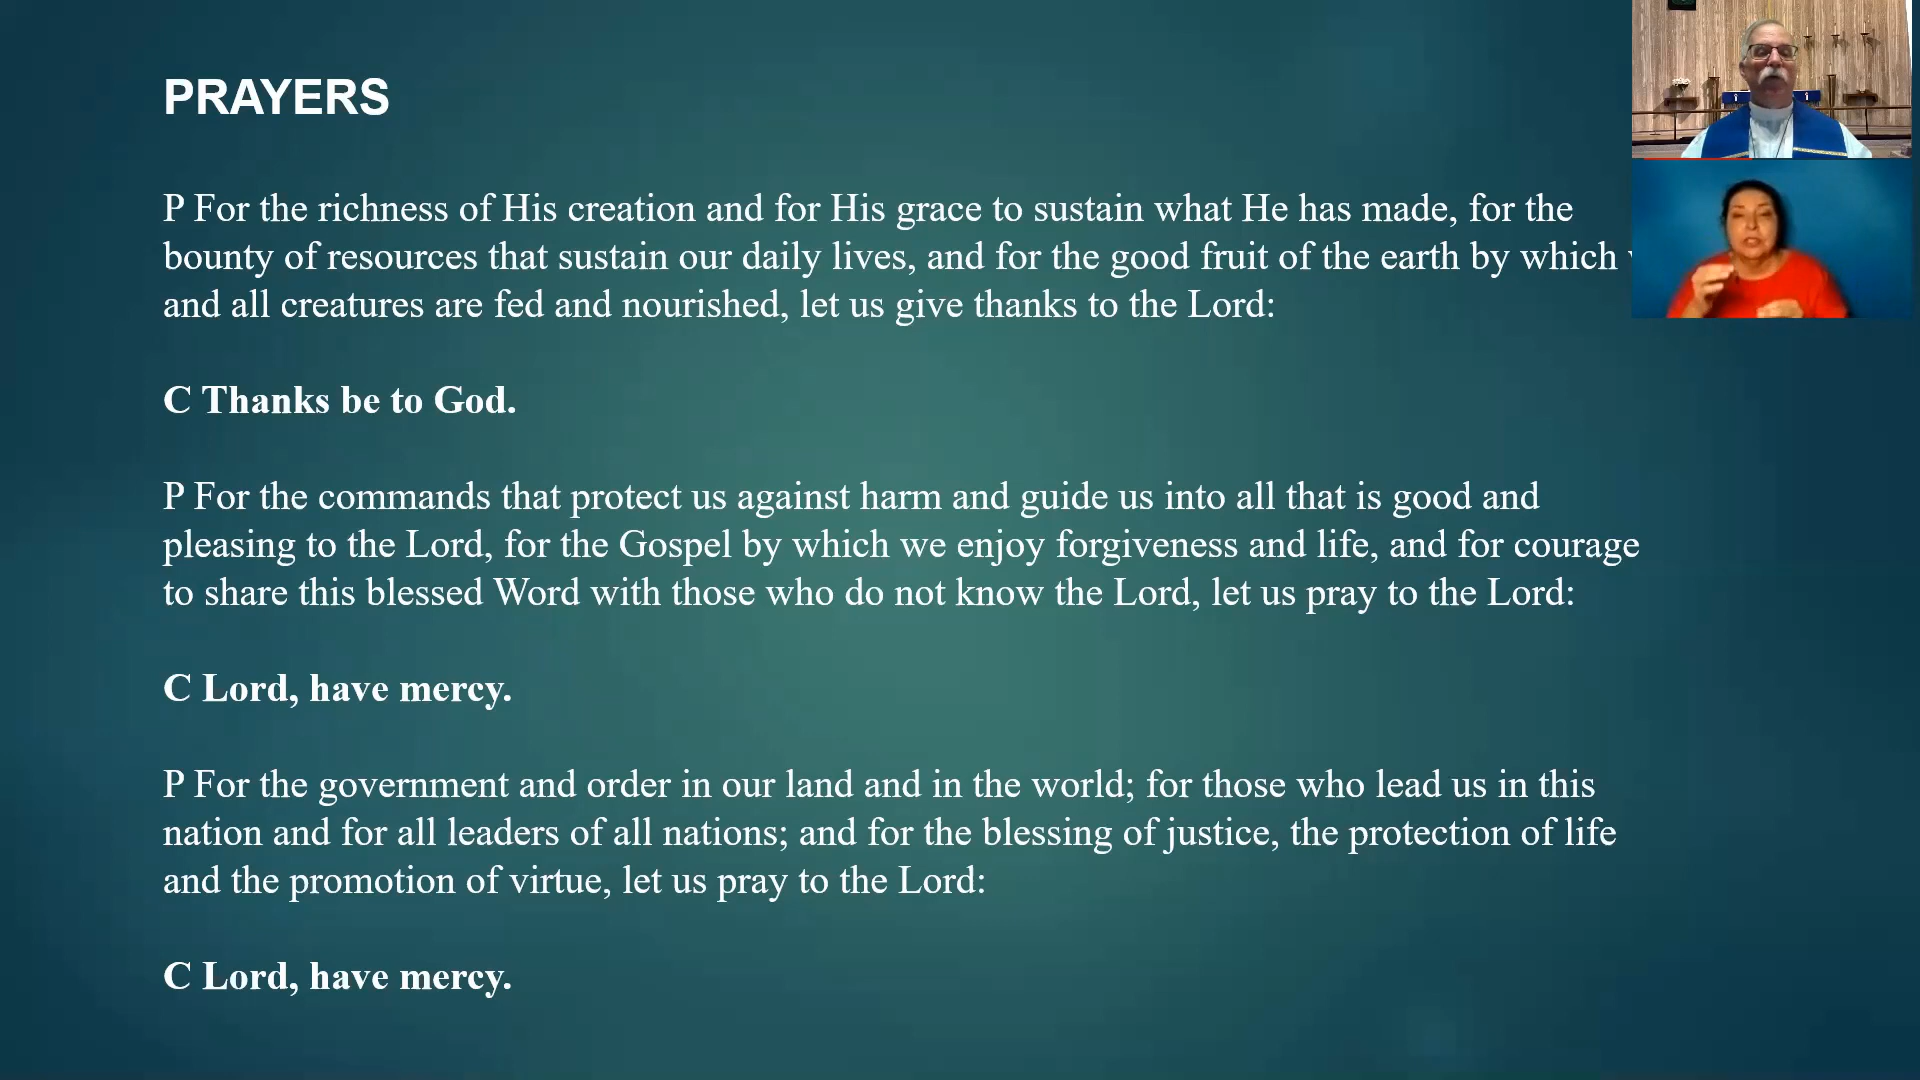 PRAYERS
P For the richness of His creation and for His grace to sustain what He has made, for the
bounty of resources that sustain our daily lives, and for the good fruit of the earth by which
and all creatures are fed and nourished, let us give thanks to the Lord:
C Thanks be to God.
P For the commands that protect us against harm and guide us into all that is good and
pleasing to the Lord, for the Gospel by which we enjoy forgiveness and life, and for courage
to share this blessed Word with those who do not know the Lord, let us pray to the Lord:
C Lord, have mercy.
P For the government and order in our land and in the world; for those who lead us in this
nation and for all leaders of all nations; and for the blessing of justice, the protection of life
and the promotion of virtue, let us pray to the Lord:
C Lord, have mercy.